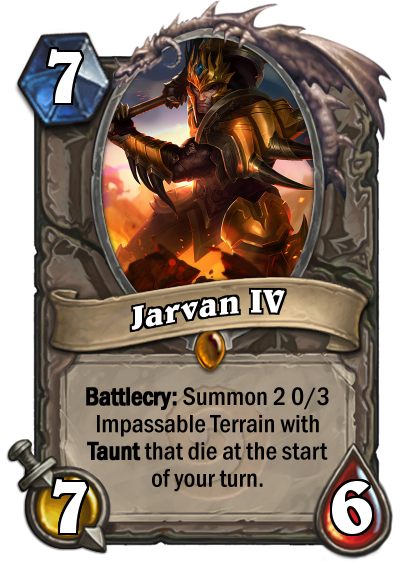 7
Jarvan IV
Battlecry: Summon 2 0/3
Impassable Terrain with
Taunt that die at the start
of your turn.
7
6